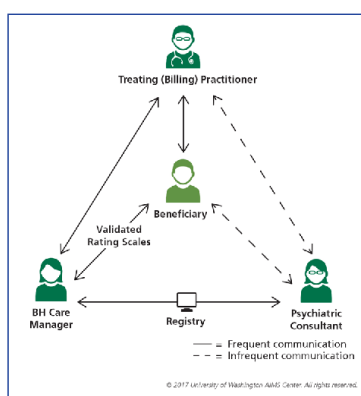 Treating (Billing) Practitioner
Beneficiary
Validated
Rating Scales
BH Care
Manager
Registry
Psychiatric
Consultant
= Frequent communication
= Infrequent communication
© 2017 University of Washington AIMS Center. All rights reserved.